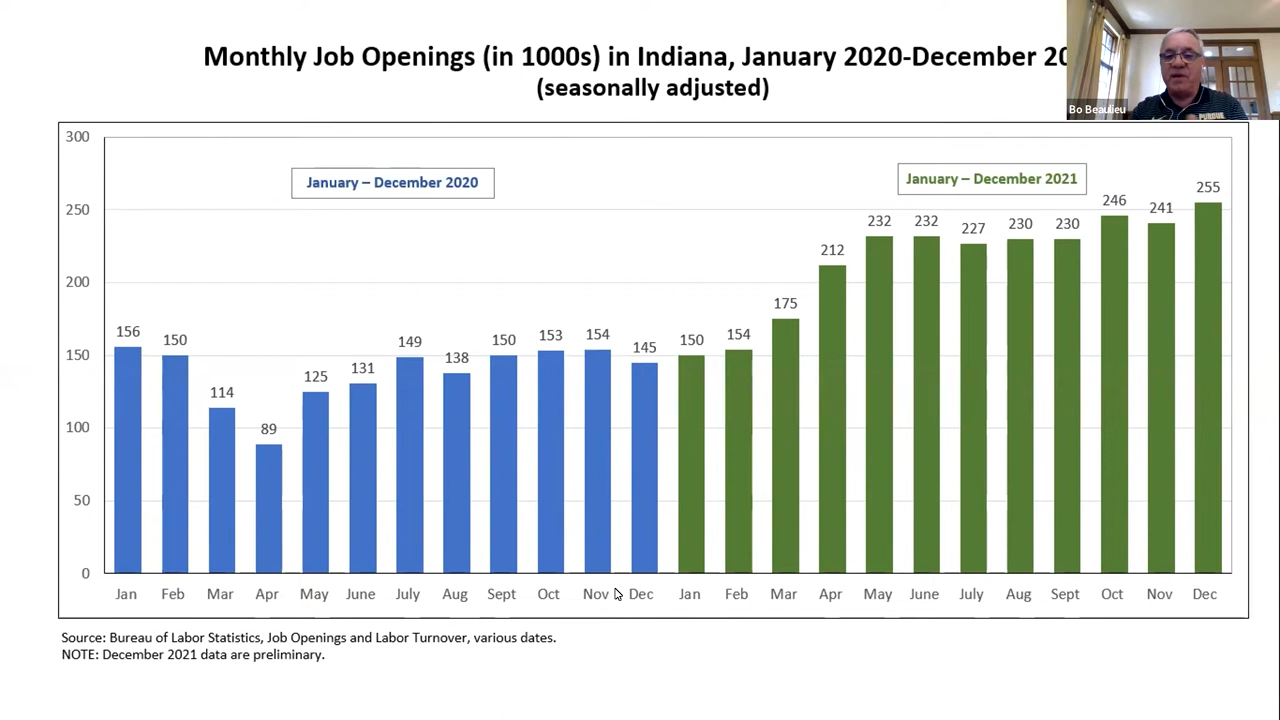 Monthly Job Openings (in 1000s) in Indiana, January 2020-December 20
(seasonally adjusted)
Bo Beaulieu
PURDUE
300
250
200
150
100
50
0
January – December 2020
January – December 2021
156 150 114 89 125 131 149 138 150 153 154 145 150 154 175 212 232 232 227 230 230 246 241 255
Jan Feb Mar Apr May June July Aug Sept Oct Nov Dec Jan Feb Mar Apr May June July Aug Sept Oct Nov Dec
Source: Bureau of Labor Statistics, Job Openings and Labor Turnover, various dates.
NOTE: December 2021 data are preliminary.